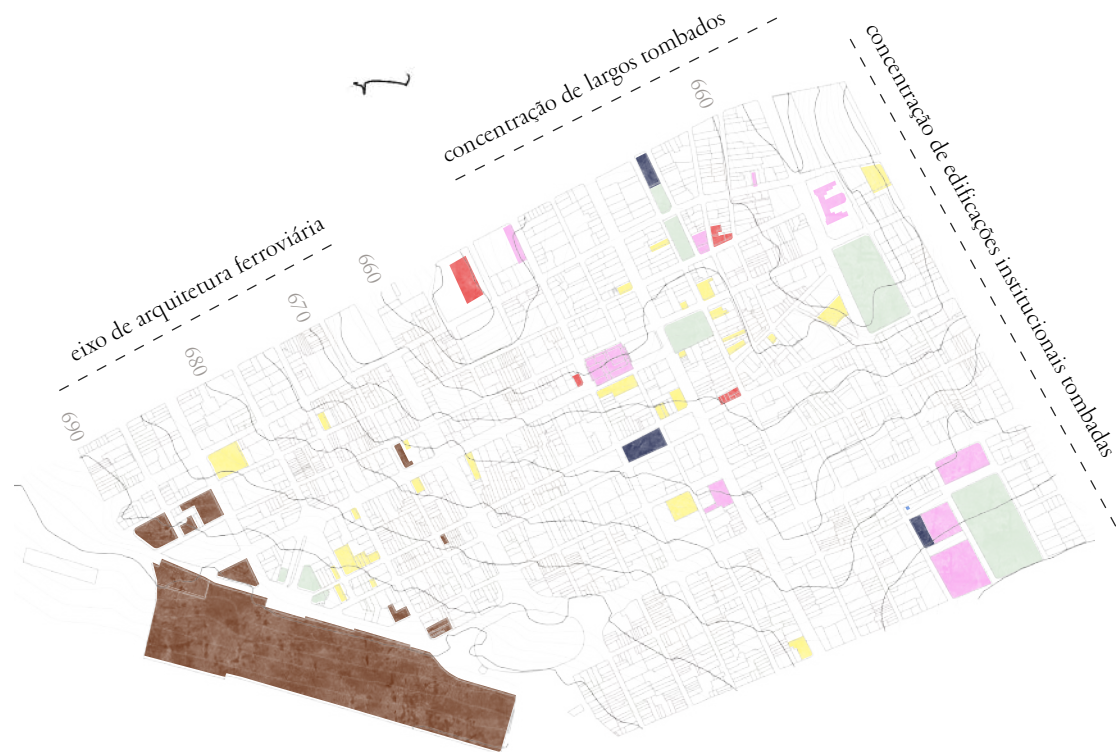 concentração de largos tombados
concentração de edificações institucionais tombadas
eixo de arquitetura ferroviária
660
660
670
680
690